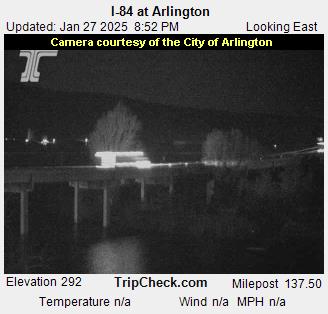 I-84 at Arlington
Updated: Jan 27 2025 8:52 PM Looking East
Camera courtesy of the City of Arlington
Elevation 292 TripCheck.com Milepost 137.50
Temperature n/a Wind n/a MPH n/a